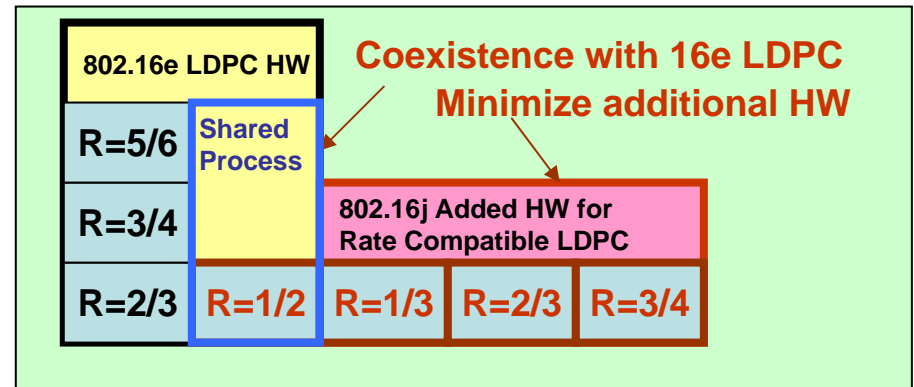 802.16e LDPC HW
Coexistence with 16e LDPC
Minimize additional HW
R=5/6
Shared
Process
R=3/4
802.16j Added HW for
Rate Compatible LDPC
R=2/3
R=1/2
R=1/3
R=2/3
R=3/4